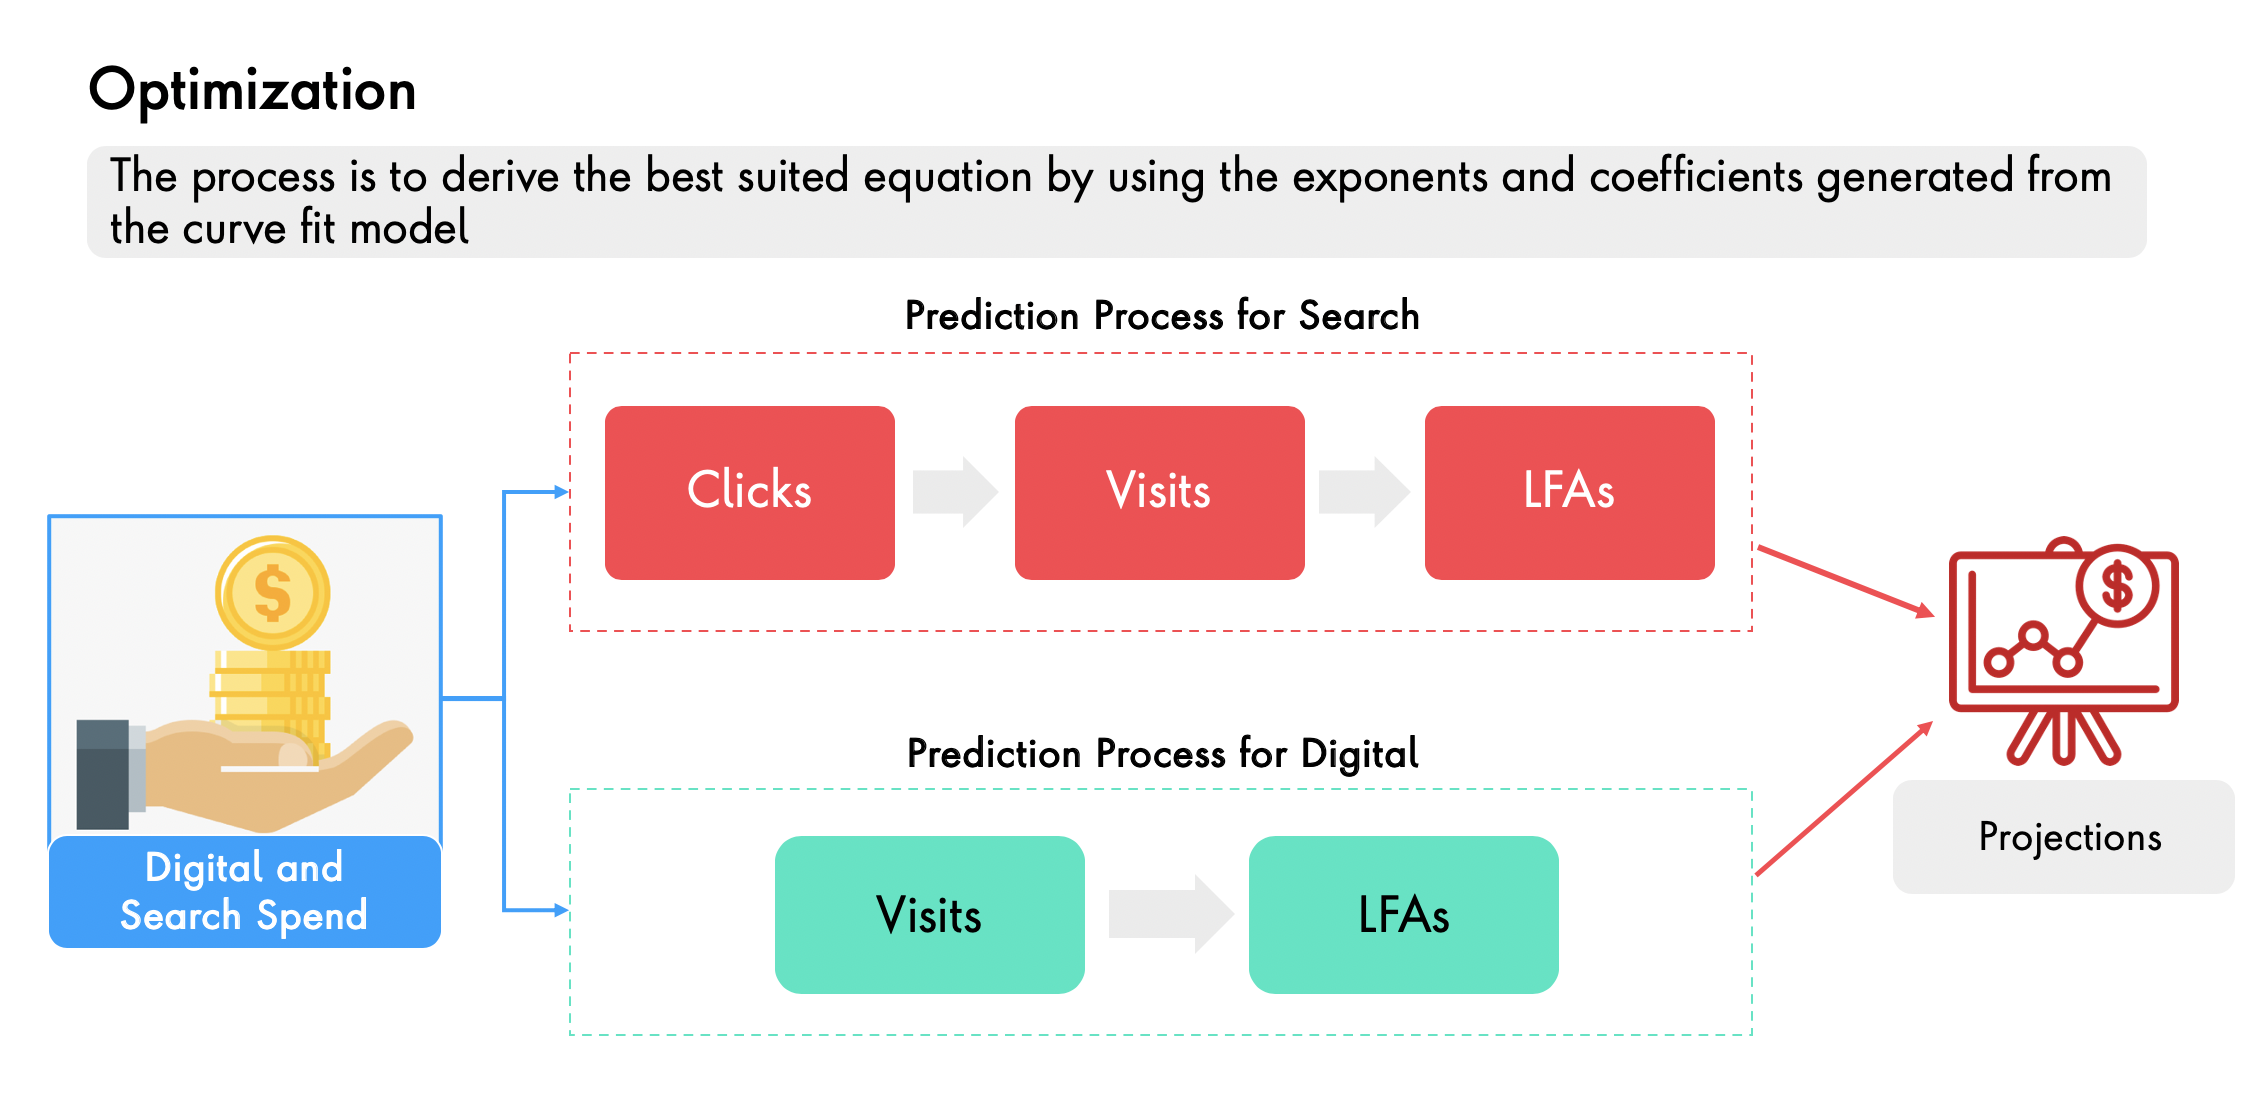 Optimization
The process is to derive the best suited equation by using the exponents and coefficients generated from
the curve fit model
Prediction Process for Search
Clicks
Visits
LFAs
$
$
Digital and
Search Spend
Prediction Process for Digital
Visits
LFAs
Projections